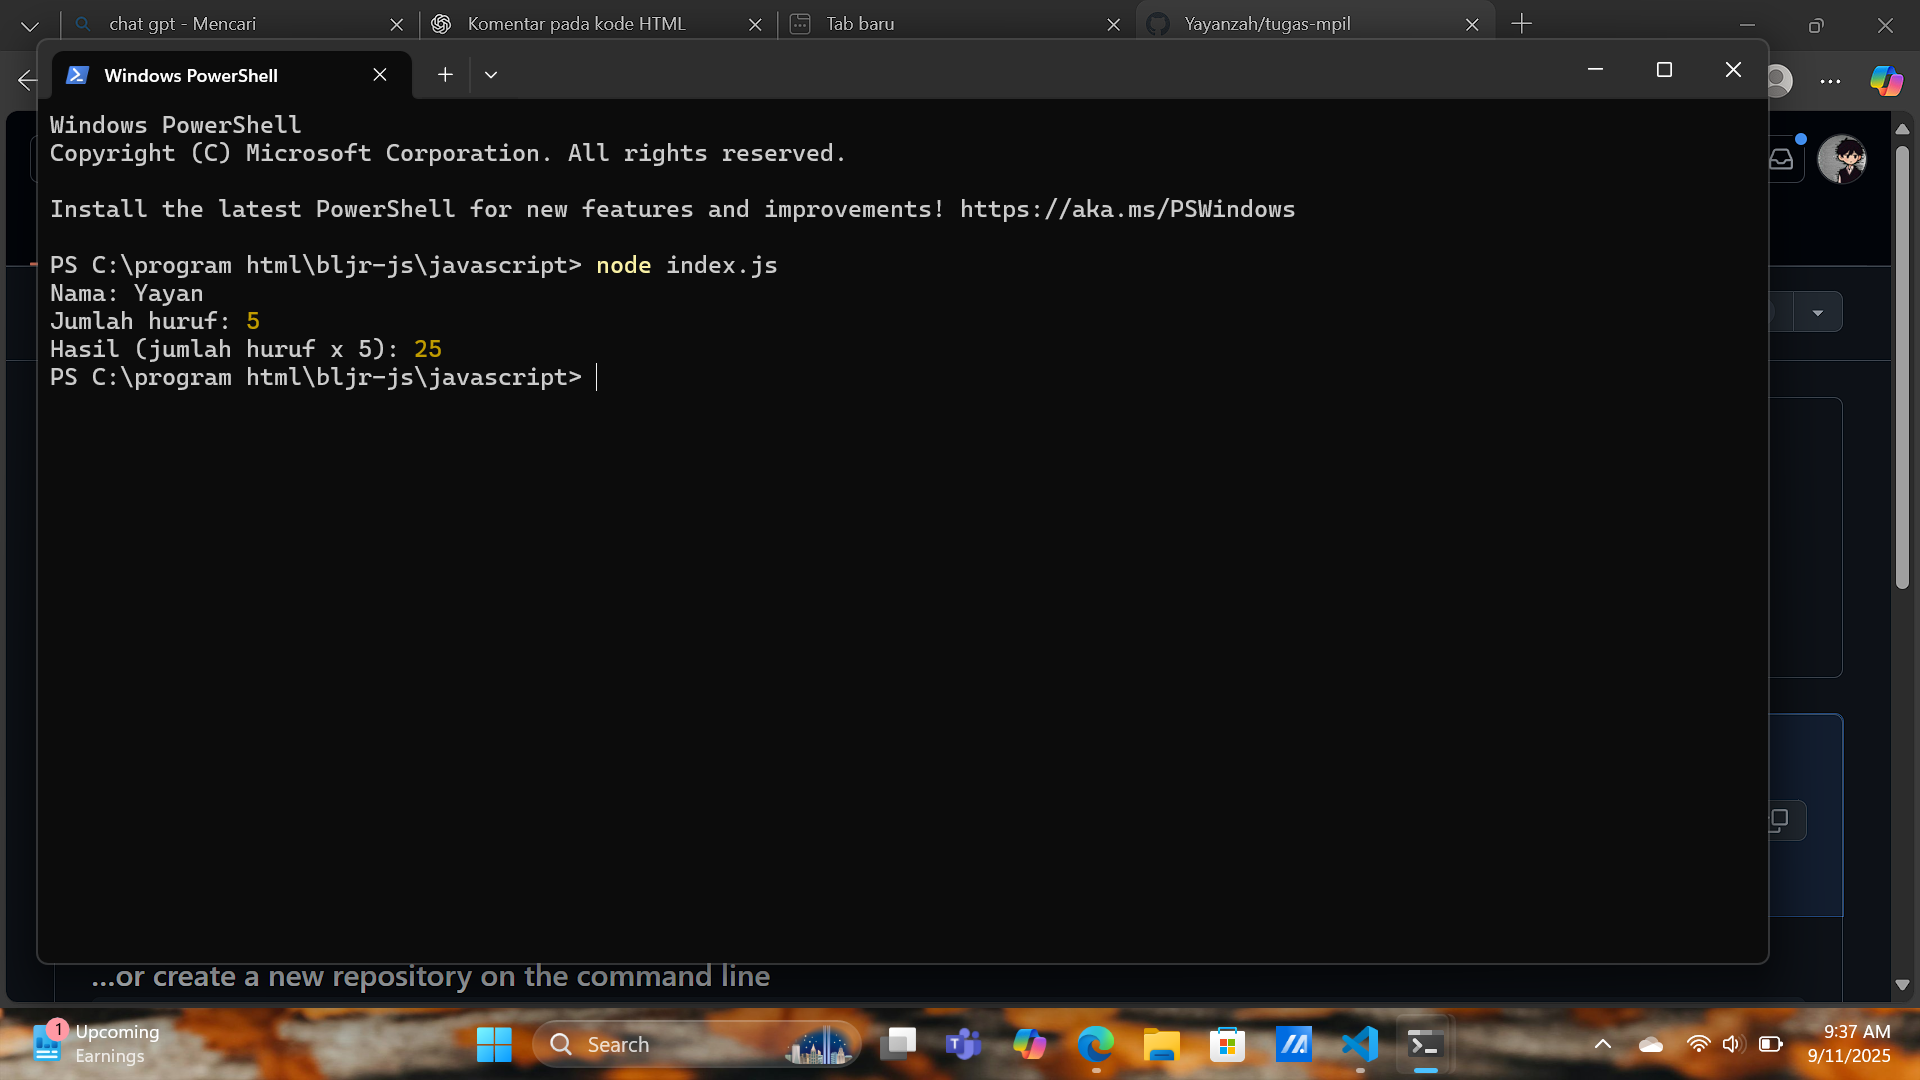 chat gpt - Mencari
Komentar pada kode HTML
Tab baru
Yayanzah/tugas-mpil
Windows PowerShell
Windows PowerShell
Copyright (C) Microsoft Corporation. All rights reserved.
Install the latest PowerShell for new features and improvements! https://aka.ms/PSWindows
PS C:\program html\bljr-js\javascript> node index.js
Nama: Yayan
Jumlah huruf: 5
Hasil (jumlah huruf x 5): 25
PS C:\program html\bljr-js\javascript>
...or create a new repository on the command line
1
Upcoming
Earnings
Search
9:37 AM
9/11/2025